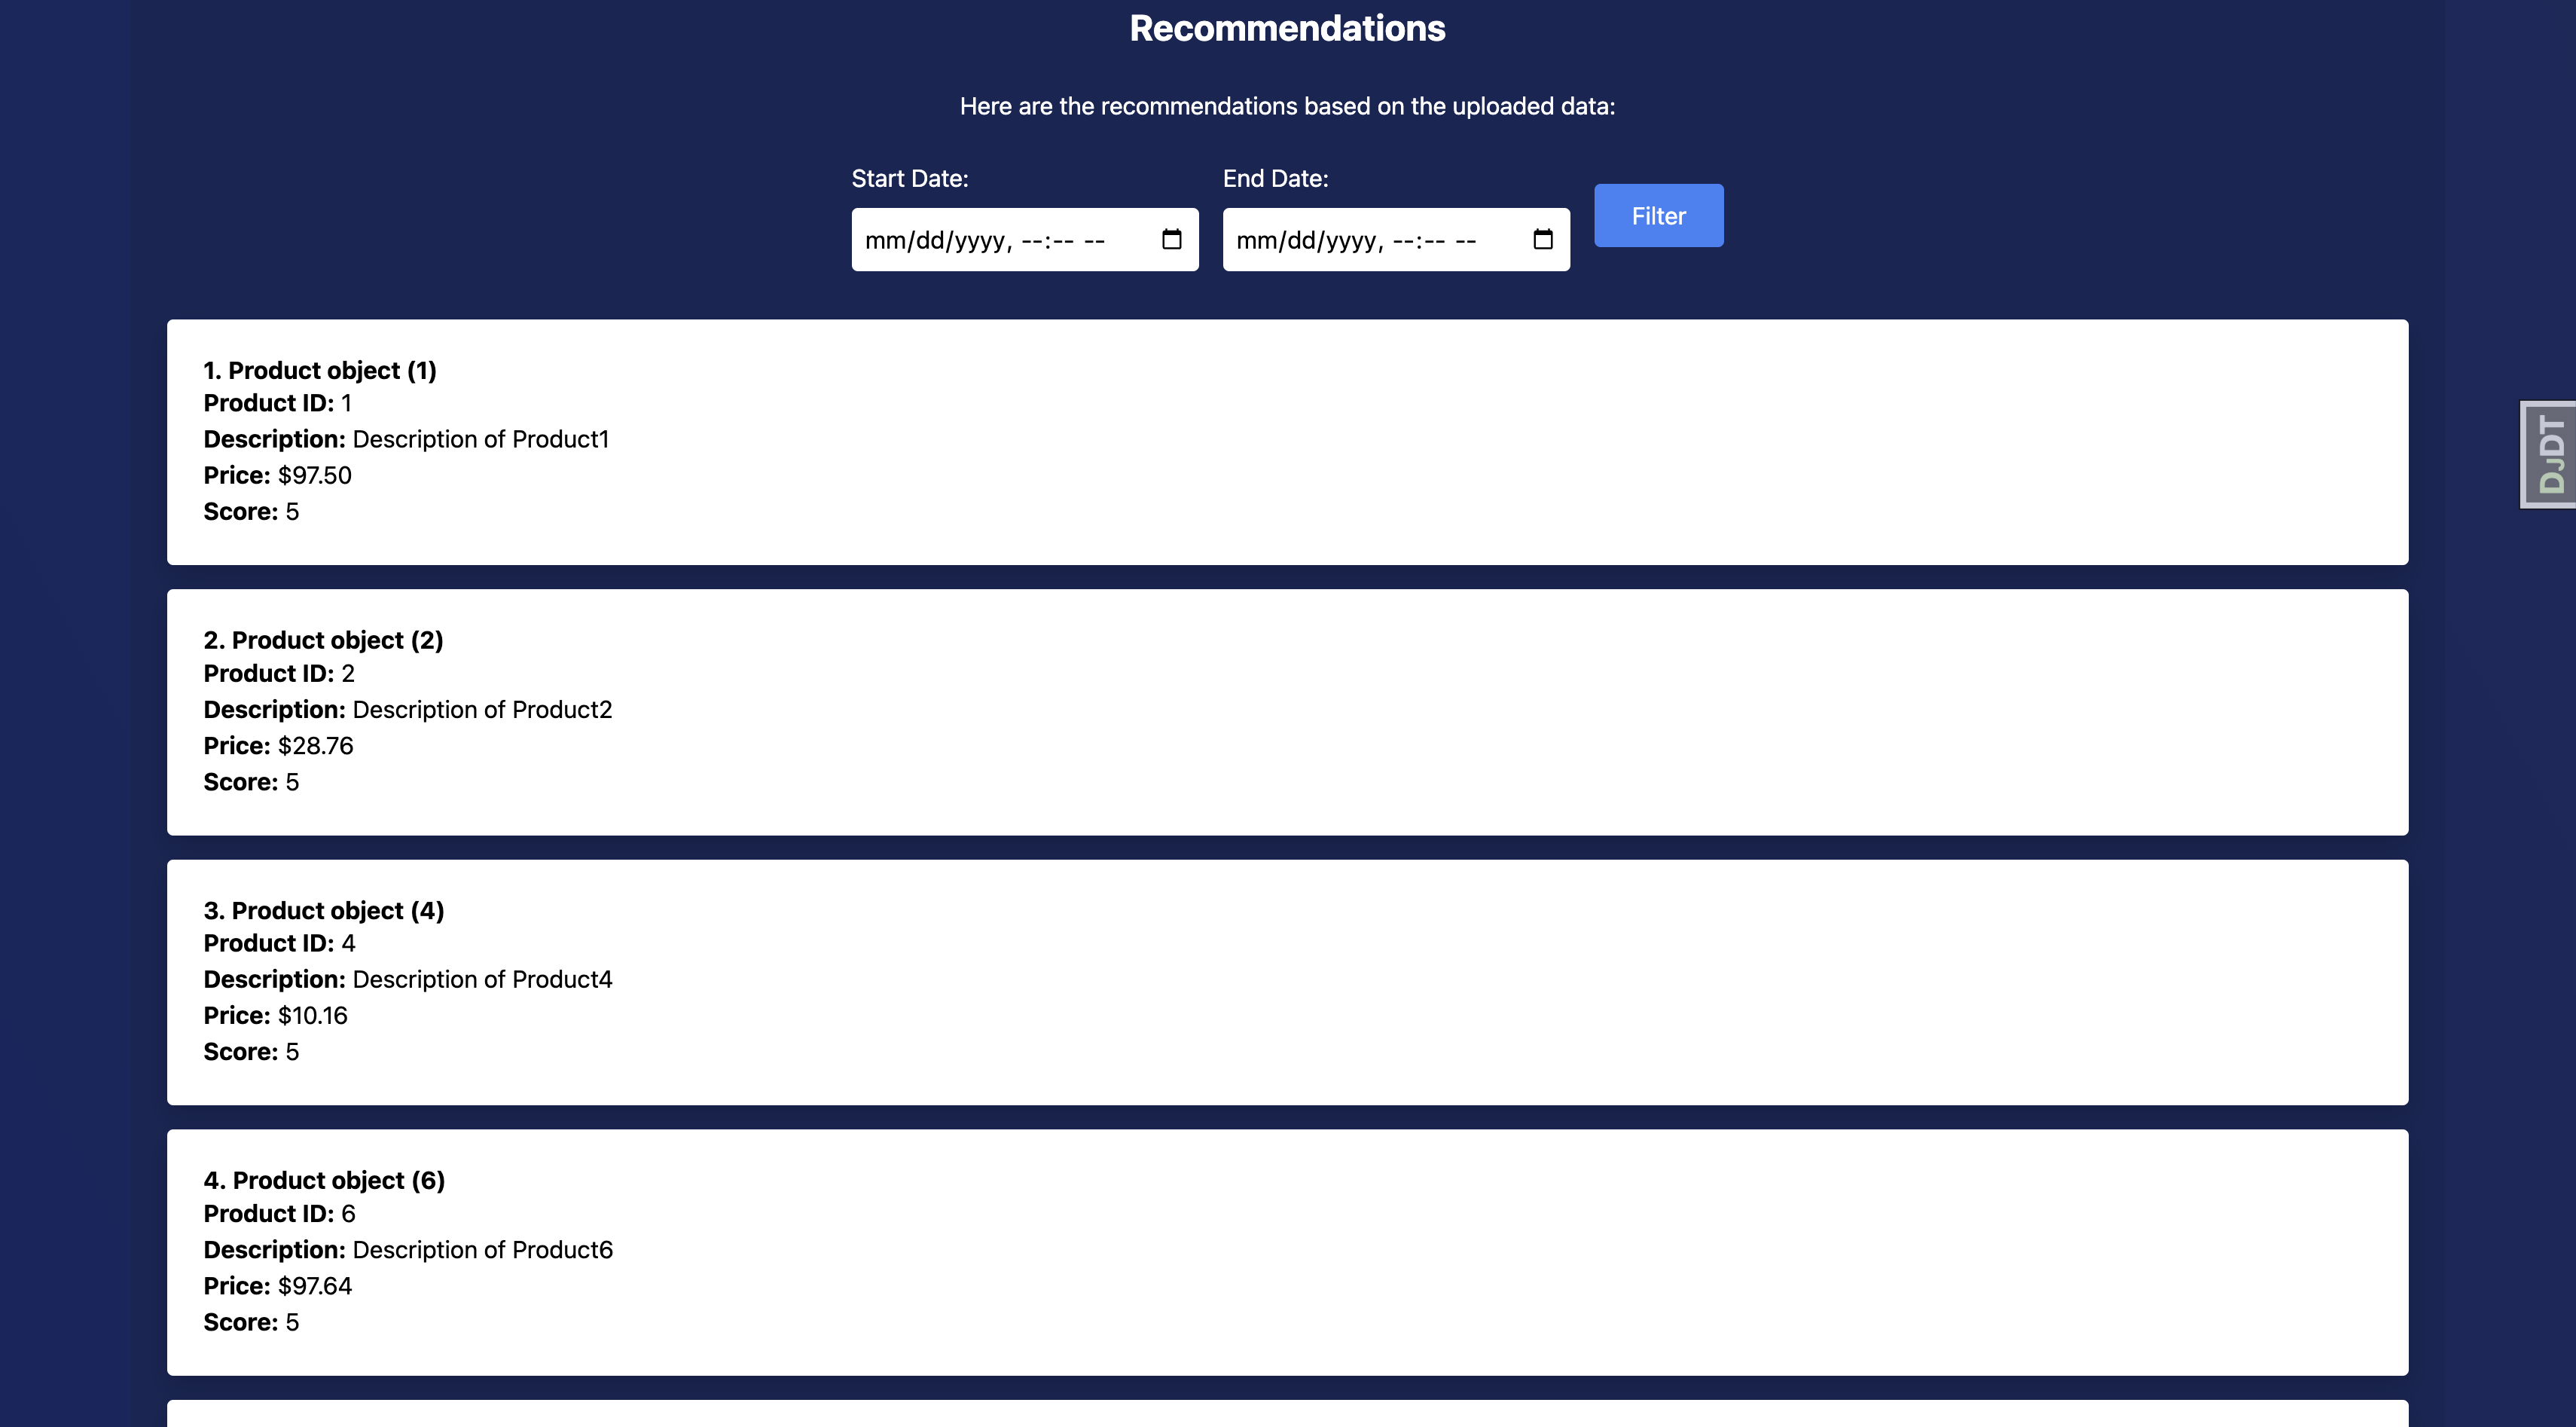 Recommendations
Here are the recommendations based on the uploaded data:
Start Date:
End Date:
mm/dd/yyyy, --:-- --
mm/dd/yyyy, --:-- --
Filter
1. Product object (1)
Product ID: 1
Description: Description of Product1
Price: $97.50
Score: 5
DJDT
2. Product object (2)
Product ID: 2
Description: Description of Product2
Price: $28.76
Score: 5
3. Product object (4)
Product ID: 4
Description: Description of Product4
Price: $10.16
Score: 5
4. Product object (6)
Product ID: 6
Description: Description of Product6
Price: $97.64
Score: 5